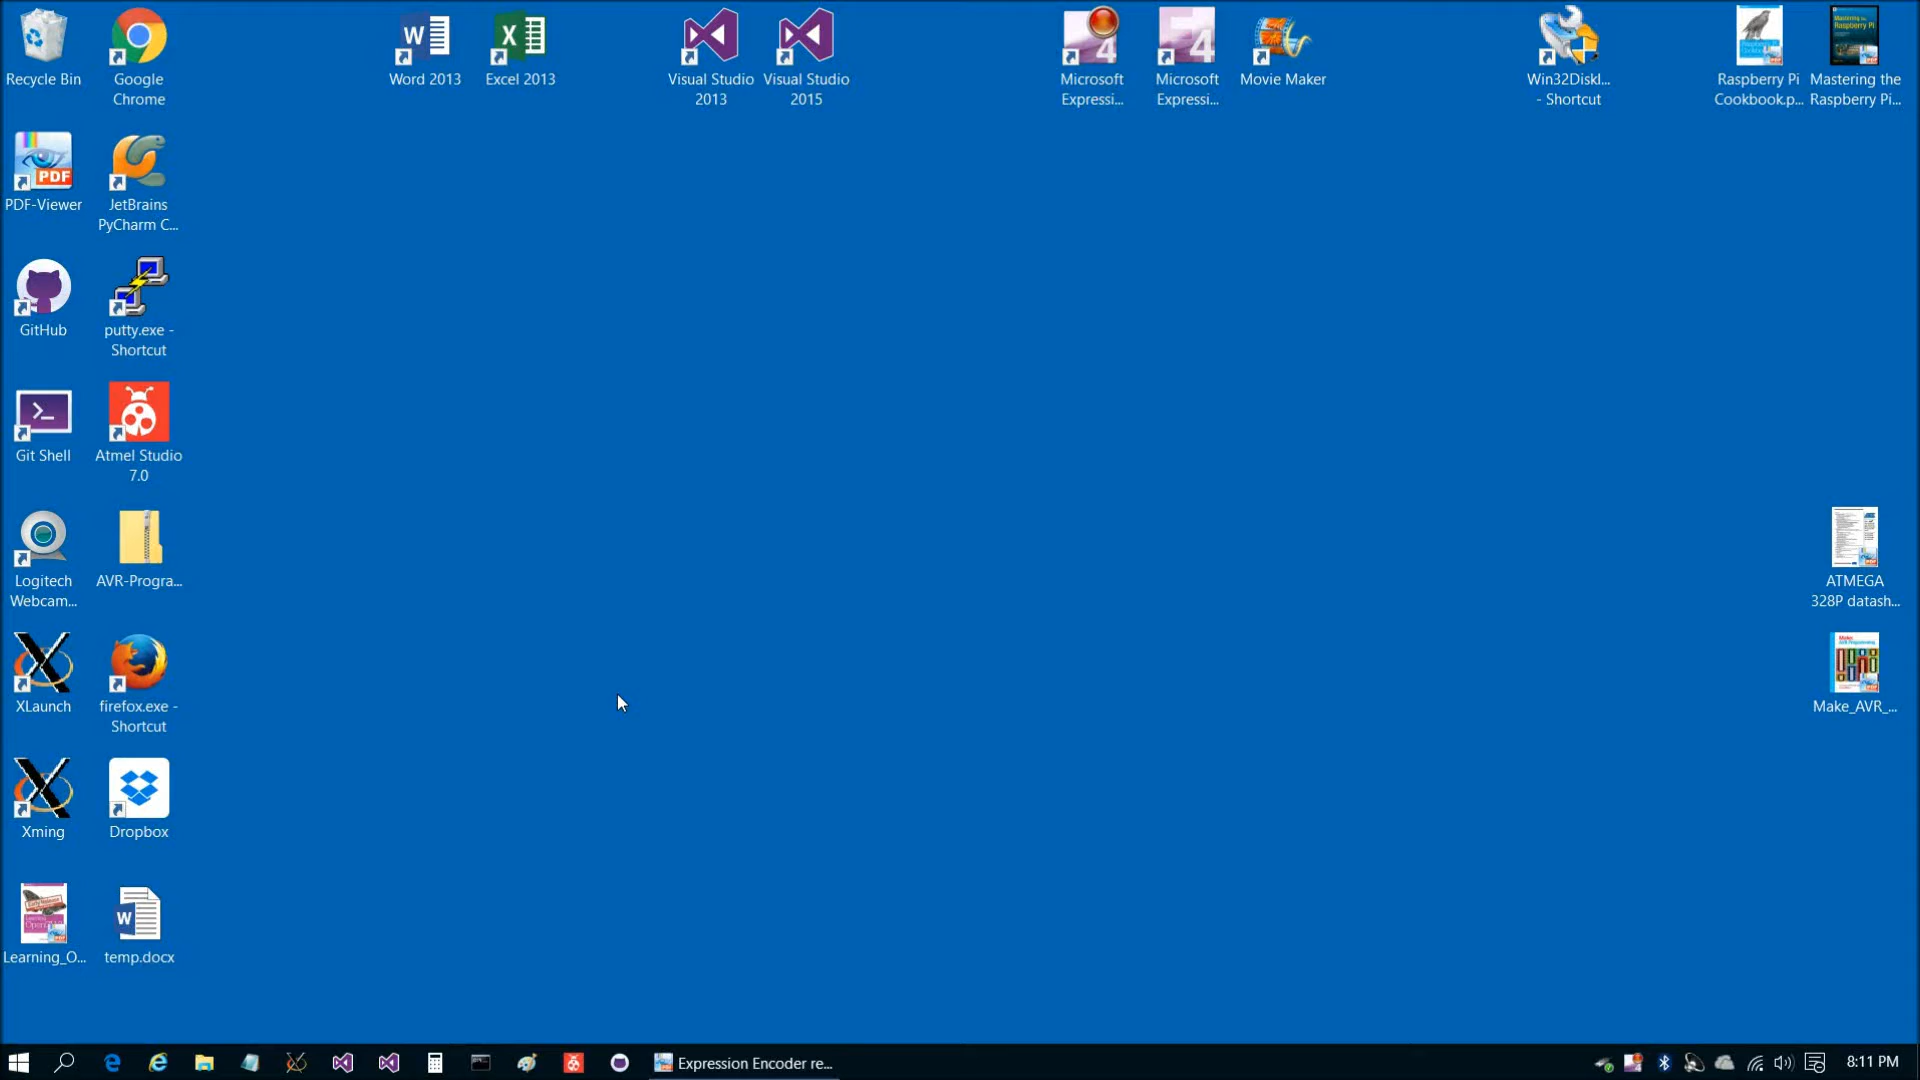 Recycle Bin
Google
Chrome
Word 2013
Excel 2013
Visual Studio
2013
Visual Studio
2015
Microsoft
Expressi...
Microsoft
Expressi...
Movie Maker
Win32DiskI...
- Shortcut
Raspberry Pi
Cookbook.p...
Mastering the
Raspberry Pi...
PDF
PDF-Viewer
JetBrains
PyCharm C...
GitHub
putty.exe -
Shortcut
Git Shell
Atmel Studio
7.0
Logitech
Webcam...
AVR-Progra...
ATMEGA
328P datash...
XLaunch
firefox.exe -
Shortcut
Make_AVR_...
Xming
Dropbox
Learning_O...
temp.docx
Expression Encoder re...
8:11 PM